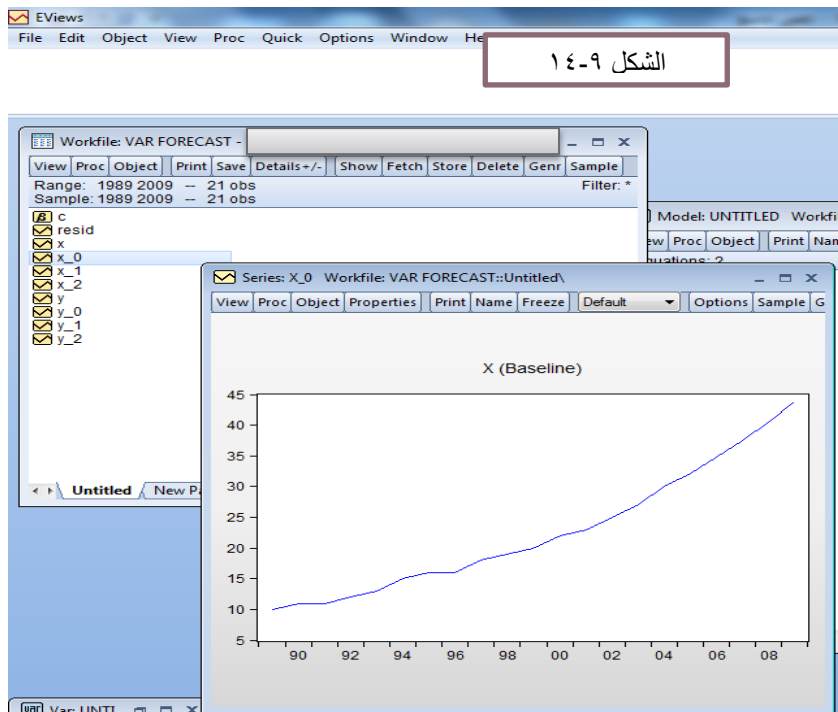 EViews
File Edit Object View Proc Quick Options Window He
الشكل ٩-١٤
Workfile: VAR FORECAST -
View Proc Object Print Save Details+/- Show Fetch Store Delete Genr Sample
Range: 1989 2009 -- 21 obs Filter: *
Sample: 1989 2009 -- 21 obs
c
resid
x
x_0
x_1
x_2
y
y_0
y_1
y_2
Untitled New Pa
Model: UNTITLED Workfi
ew Proc Object Print Nan
quations: 2
Series: X_0 Workfile: VAR FORECAST::Untitled\
View Proc Object Properties Print Name Freeze Default Options Sample G
X (Baseline)
45
40
35
30
25
20
15
10
5
90 92 94 96 98 00 02 04 06 08
var Var: UNTI